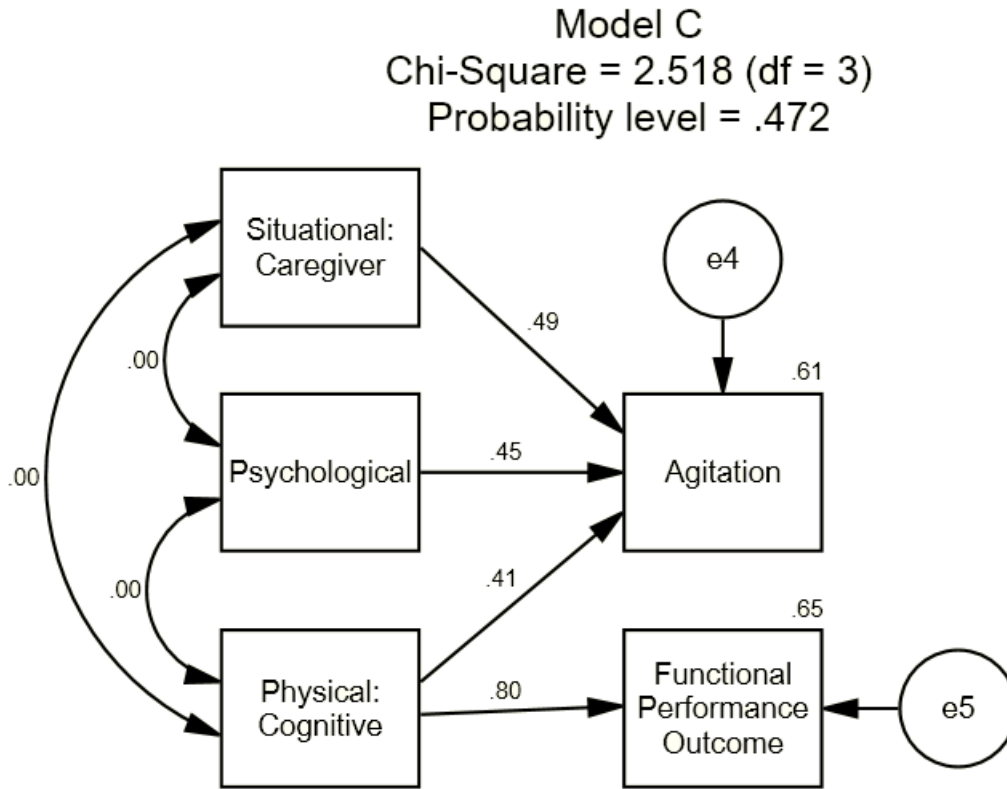 Model C
Chi-Square = 2.518 (df = 3)
Probability level = .472
Situational:
Caregiver
e4
.49
.00
.61
Psychological
.45
Agitation
.00
.41
.00
.65
Physical:
Cognitive
.80
Functional
Performance
Outcome
e5